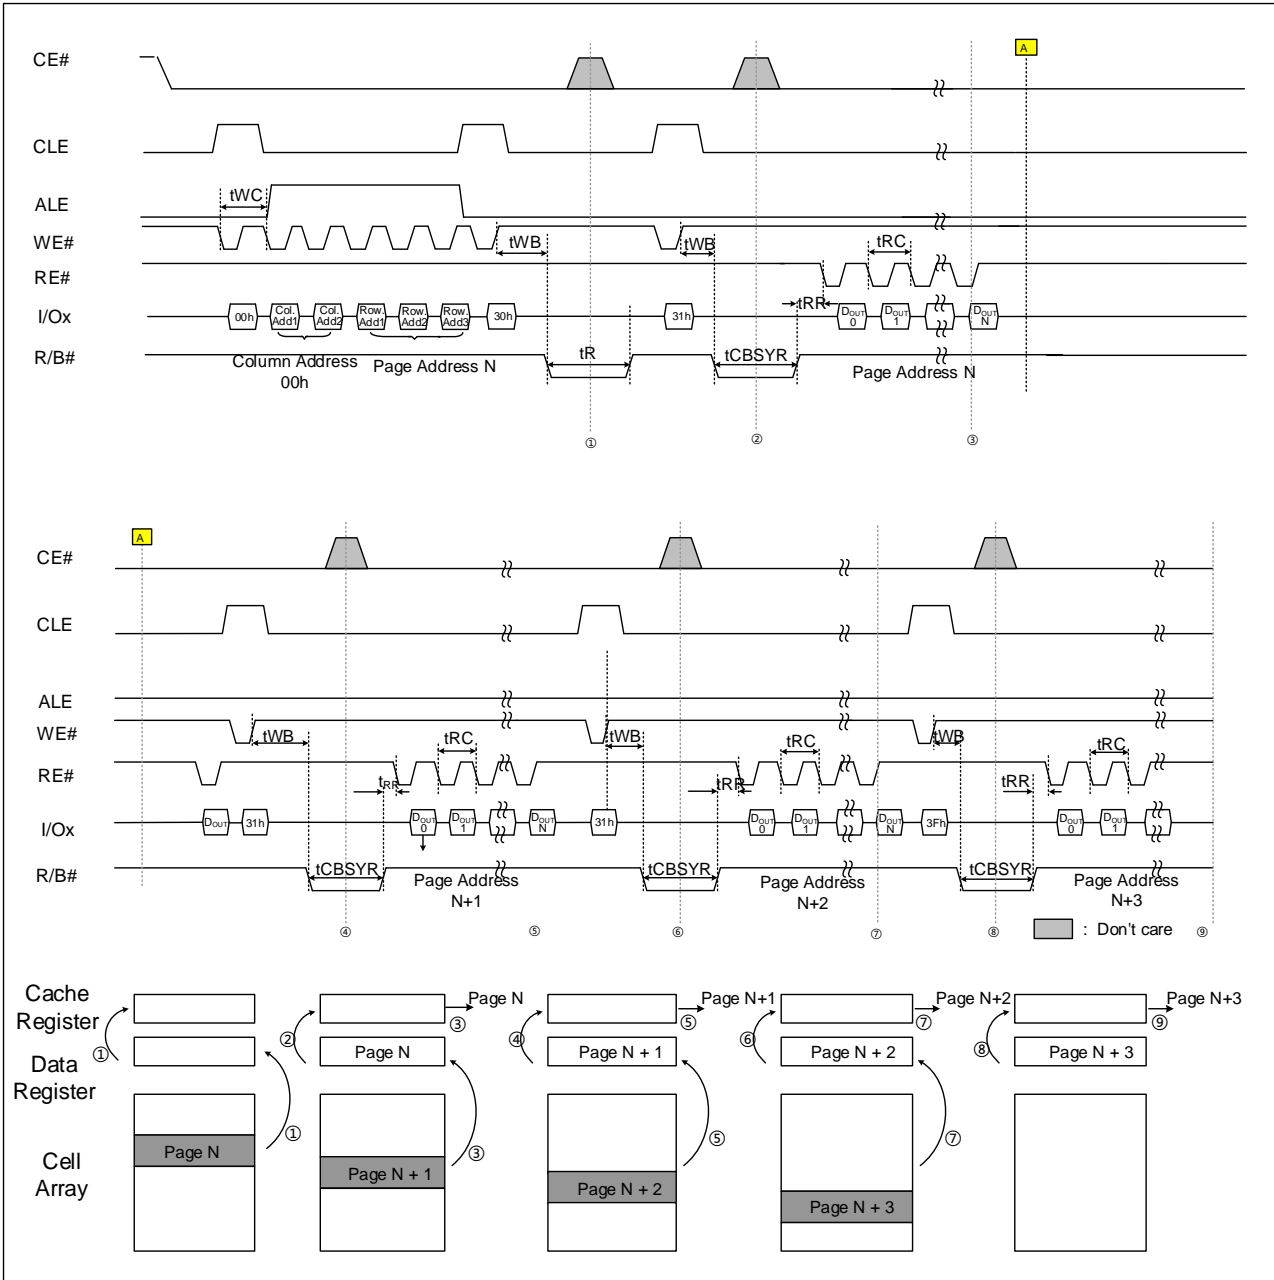 A
CE#
CLE
ALE
tWC
WE#
tWB
tWB
tRC
RE#
tRR
I/Ox
00h
Col. Add1
Col. Add2
Row. Add1
Row. Add2
Row. Add3
30h
31h
DOUT 0
DOUT 1
DOUT N
R/B#
tR
tCBSYR
Column Address
00h
Page Address N
Page Address N
①
②
③
A
CE#
CLE
ALE
WE#
tWB
tRC
tWB
tRC
tWB
tRC
RE#
tRR
tRR
tRR
I/Ox
DOUT
31h
DOUT 0
DOUT 1
DOUT N
31h
DOUT 0
DOUT 1
DOUT N
3Fh
DOUT 0
DOUT 1
R/B#
tCBSYR
Page Address
N+1
tCBSYR
Page Address
N+2
tCBSYR
Page Address
N+3
: Don't care
④
⑤
⑥
⑦
⑧
⑨
Cache
Register
Page N
Page N+1
Page N+2
Page N+3
①
②
③
④
⑤
⑥
⑦
⑧
⑨
Data
Register
Page N
Page N + 1
Page N + 2
Page N + 3
①
③
⑤
⑦
Cell
Array
Page N
Page N + 1
Page N + 2
Page N + 3